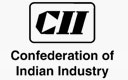 CII
Confederation of
Indian Industry